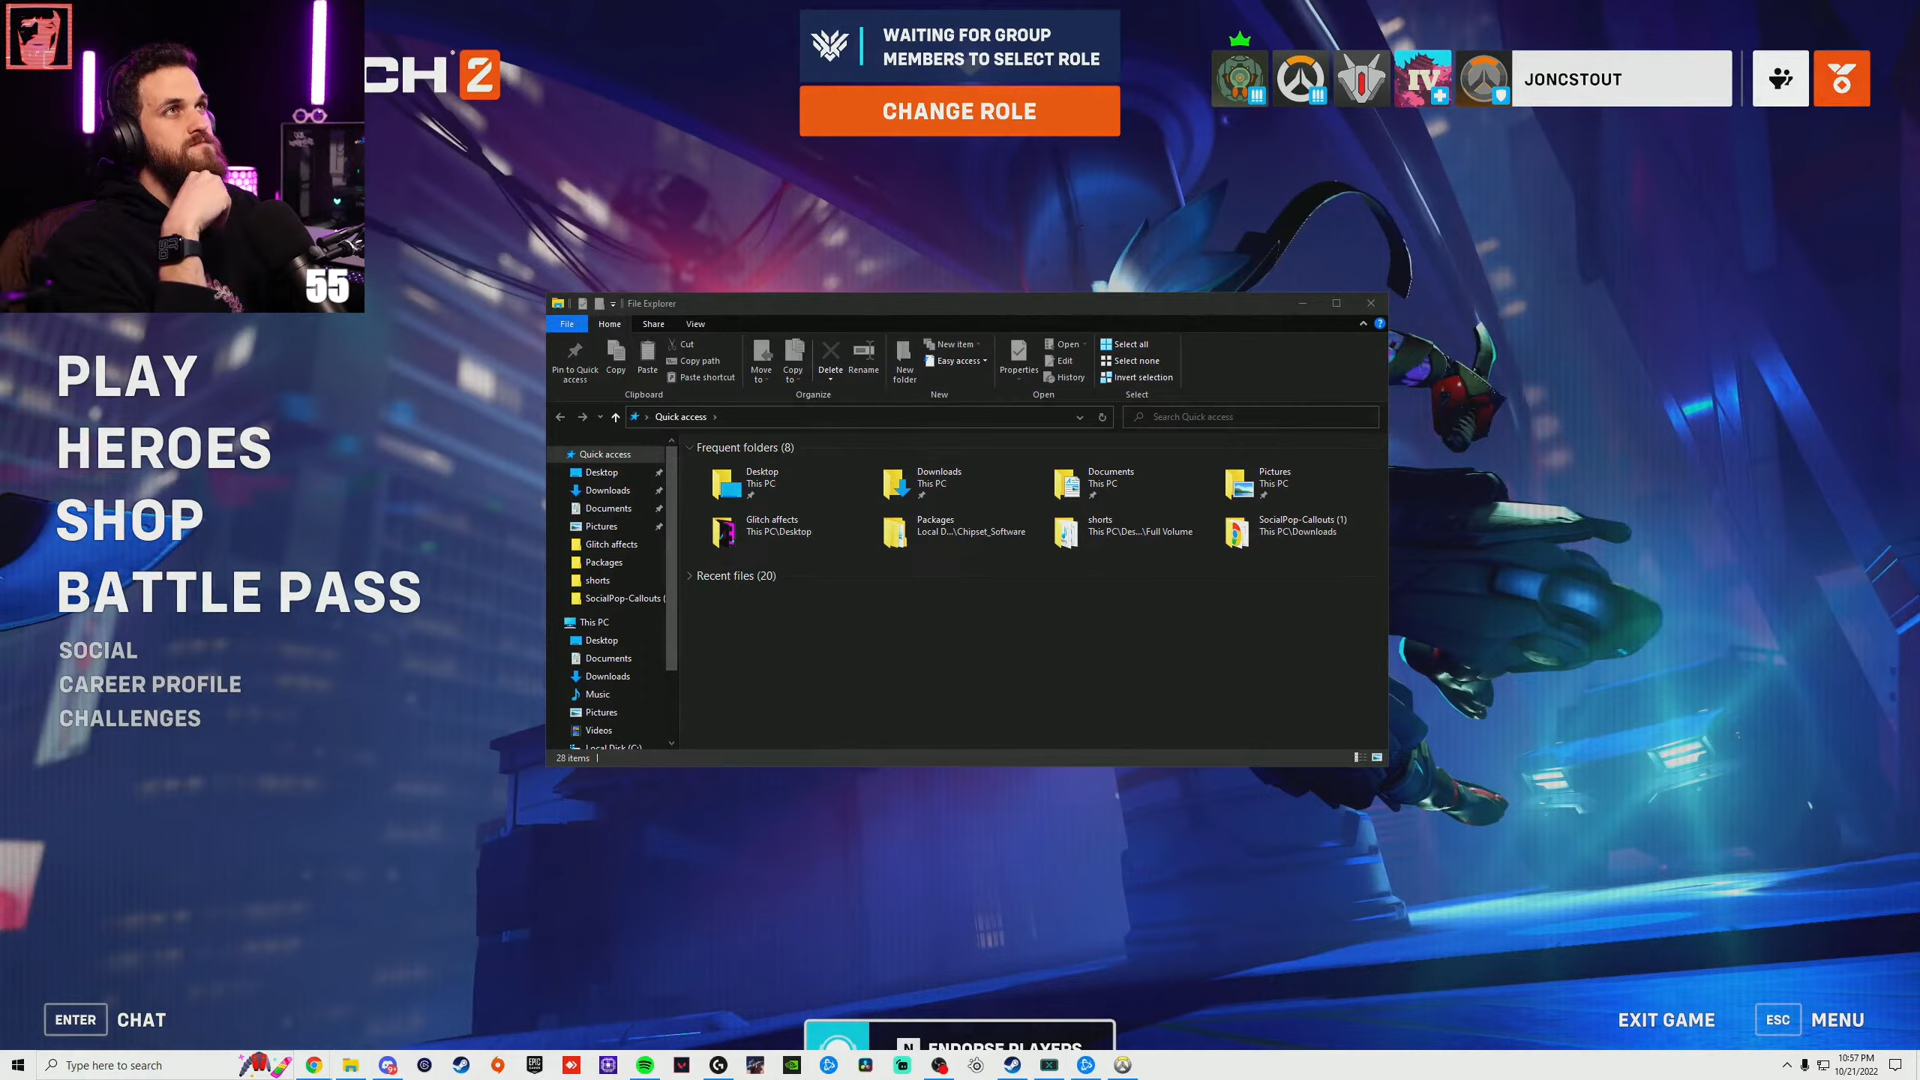 CH 2
WAITING FOR GROUP
MEMBERS TO SELECT ROLE
CHANGE ROLE
IV
JONCSTOUT
55
PLAY
HEROES
SHOP
BATTLE PASS
SOCIAL
CAREER PROFILE
CHALLENGES
File Explorer
File Home Share View
Pin to Quick
access
Copy
Paste
Cut
Copy path
Paste shortcut
Clipboard
Move
to
Copy
to
Delete
Rename
Organize
New
folder
New item
Easy access
New
Properties
Open
Edit
History
Open
Select all
Select none
Invert selection
Select
Quick access
Search Quick access
Quick access
Desktop
Downloads
Documents
Pictures
Glitch affects
Packages
shorts
SocialPop-Callouts (
This PC
Desktop
Documents
Downloads
Music
Pictures
Videos
Local Disk (C:)
Frequent folders (8)
Desktop
This PC
Downloads
This PC
Documents
This PC
Pictures
This PC
Glitch affects
This PC\Desktop
Packages
Local D...\Chipset_Software
shorts
This PC\Des...\Full Volume
SocialPop-Callouts (1)
This PC\Downloads
Recent files (20)
28 items
ENTER CHAT
N ENDORSE PLAYERS
EXIT GAME
ESC MENU
Type here to search
10:57 PM
10/21/2022